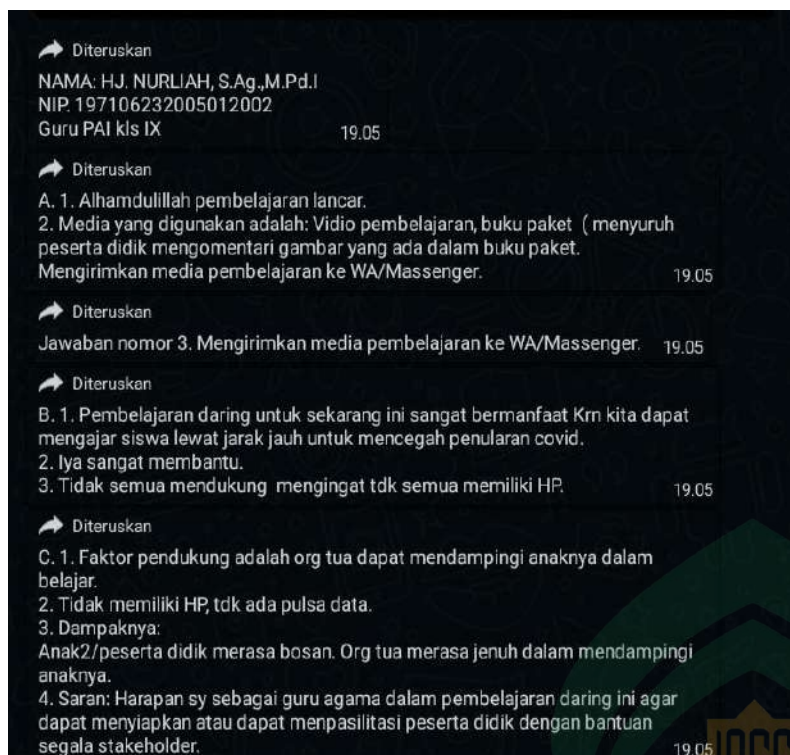 Diteruskan
NAMA: HJ. NURLIAH, S.Ag.,M.Pd.I
NIP. 197106232005012002
Guru PAI kls IX 19.05
Diteruskan
A. 1. Alhamdulillah pembelajaran lancar.
2. Media yang digunakan adalah: Vidio pembelajaran, buku paket ( menyuruh
peserta didik mengomentari gambar yang ada dalam buku paket.
Mengirimkan media pembelajaran ke WA/Massenger. 19.05
Diteruskan
Jawaban nomor 3. Mengirimkan media pembelajaran ke WA/Massenger. 19.05
Diteruskan
B. 1. Pembelajaran daring untuk sekarang ini sangat bermanfaat Krn kita dapat
mengajar siswa lewat jarak jauh untuk mencegah penularan covid.
2. Iya sangat membantu.
3. Tidak semua mendukung mengingat tdk semua memiliki HP. 19.05
Diteruskan
C. 1. Faktor pendukung adalah org tua dapat mendampingi anaknya dalam
belajar.
2. Tidak memiliki HP, tdk ada pulsa data.
3. Dampaknya:
Anak2/peserta didik merasa bosan. Org tua merasa jenuh dalam mendampingi
anaknya.
4. Saran: Harapan sy sebagai guru agama dalam pembelajaran daring ini agar
dapat menyiapkan atau dapat menpasilitasi peserta didik dengan bantuan
segala stakeholder. 19.05